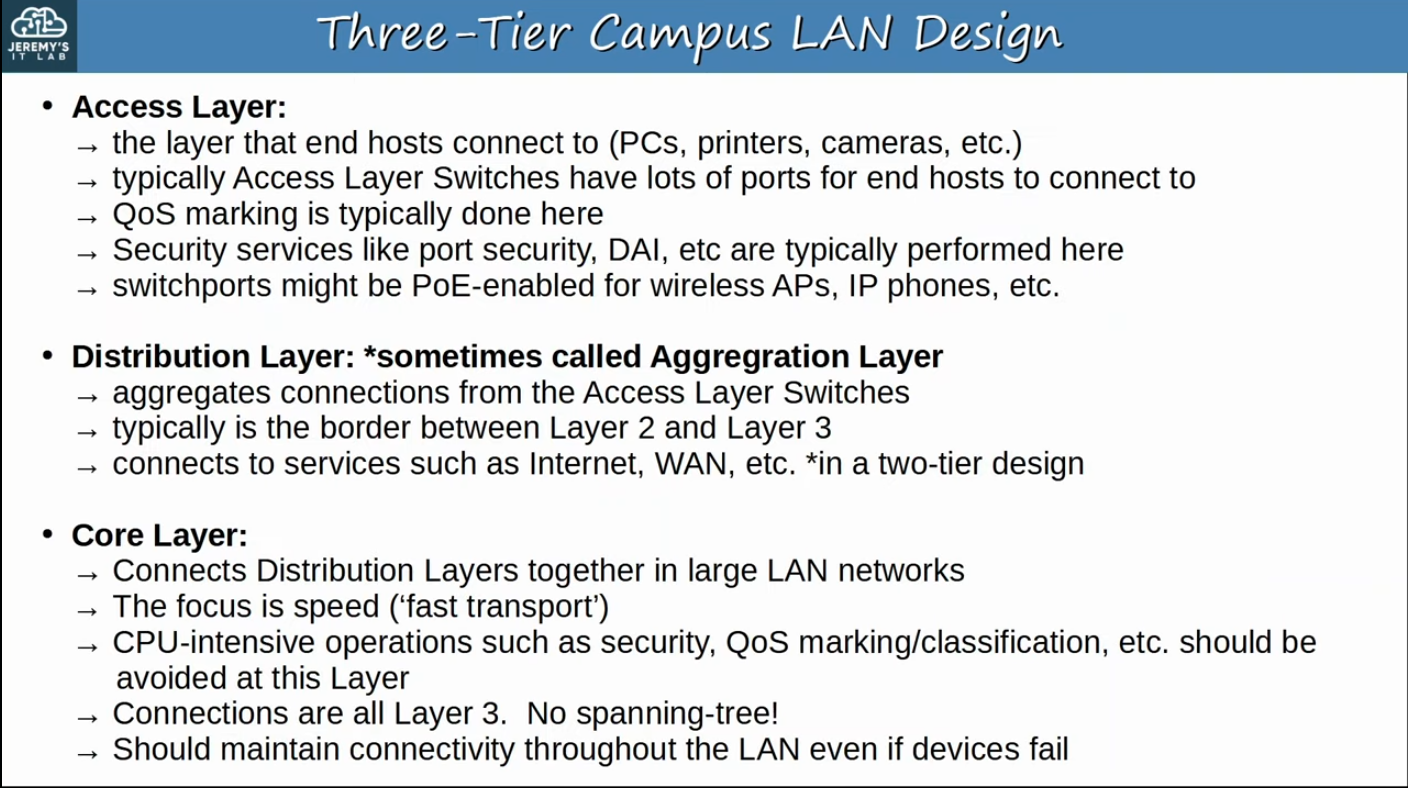 JEREMY'S
IT LAB
Three-Tier Campus LAN Design
• Access Layer:
→ the layer that end hosts connect to (PCs, printers, cameras, etc.)
→ typically Access Layer Switches have lots of ports for end hosts to connect to
→ QoS marking is typically done here
→ Security services like port security, DAI, etc are typically performed here
→ switchports might be PoE-enabled for wireless APs, IP phones, etc.
• Distribution Layer: *sometimes called Aggregration Layer
→ aggregates connections from the Access Layer Switches
→ typically is the border between Layer 2 and Layer 3
→ connects to services such as Internet, WAN, etc. *in a two-tier design
• Core Layer:
→ Connects Distribution Layers together in large LAN networks
→ The focus is speed (‘fast transport’)
→ CPU-intensive operations such as security, QoS marking/classification, etc. should be
avoided at this Layer
→ Connections are all Layer 3.  No spanning-tree!
→ Should maintain connectivity throughout the LAN even if devices fail